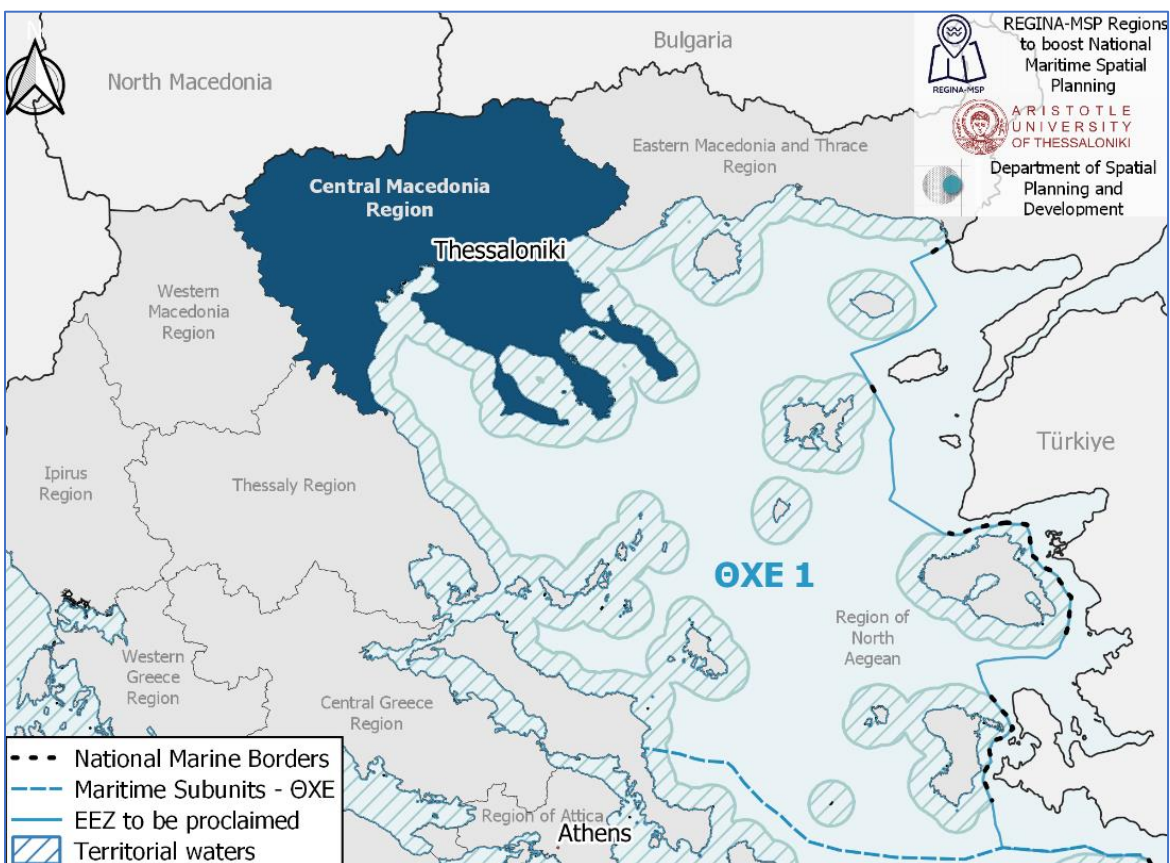 N
REGINA-MSP Regions
to boost National
Maritime Spatial
Planning
REGINA-MSP
ARISTOTLE
UNIVERSITY
OF THESSALONIKI
Department of Spatial
Planning and
Development
Bulgaria
North Macedonia
Eastern Macedonia and Thrace
Region
Central Macedonia
Region
Thessaloniki
Western
Macedonia
Region
Türkiye
Ipirus
Region
Thessaly Region
ΘΧΕ 1
Region of
North
Aegean
Western
Greece
Region
Central Greece
Region
Region of Attica
Athens
National Marine Borders
Maritime Subunits - ΘΧΕ
EEZ to be proclaimed
Territorial waters